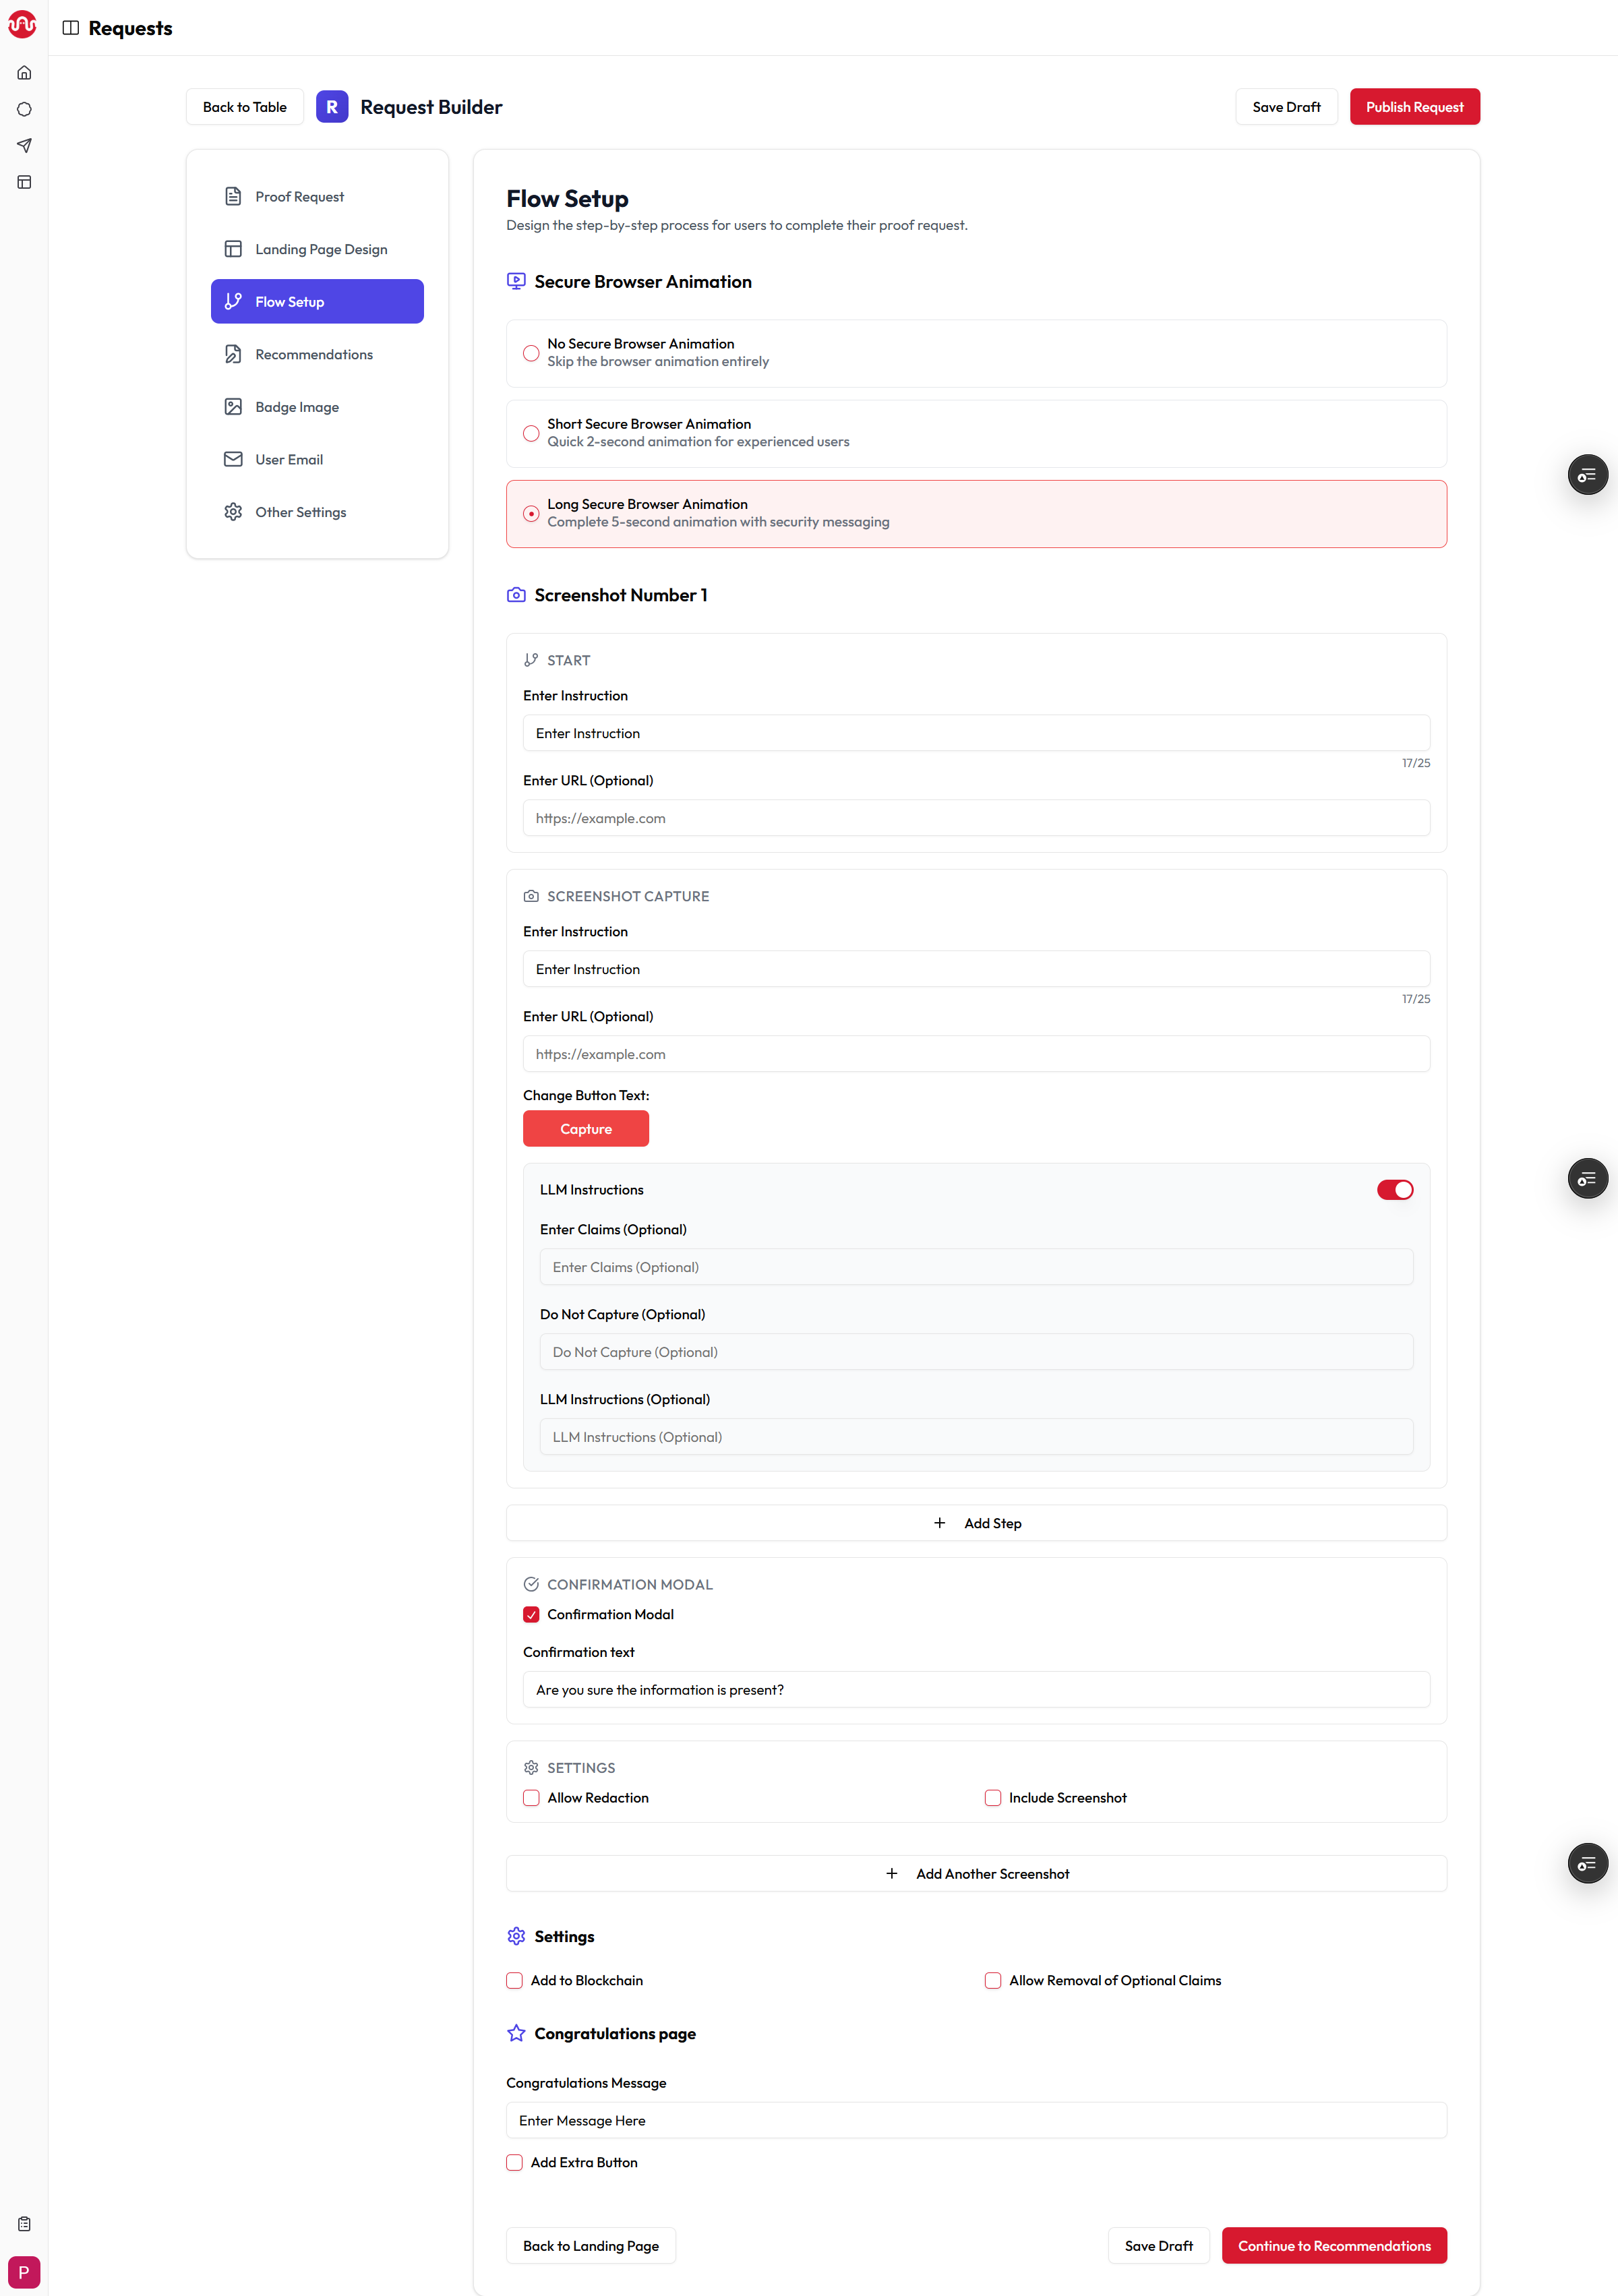 Requests
Back to Table
R
Request Builder
Save Draft
Publish Request
Proof Request
Landing Page Design
Flow Setup
Recommendations
Badge Image
User Email
Other Settings
Flow Setup
Design the step-by-step process for users to complete their proof request.
Secure Browser Animation
No Secure Browser Animation
Skip the browser animation entirely
Short Secure Browser Animation
Quick 2-second animation for experienced users
Long Secure Browser Animation
Complete 5-second animation with security messaging
Screenshot Number 1
START
Enter Instruction
Enter Instruction
17/25
Enter URL (Optional)
https://example.com
SCREENSHOT CAPTURE
Enter Instruction
Enter Instruction
17/25
Enter URL (Optional)
https://example.com
Change Button Text:
Capture
LLM Instructions
Enter Claims (Optional)
Enter Claims (Optional)
Do Not Capture (Optional)
Do Not Capture (Optional)
LLM Instructions (Optional)
LLM Instructions (Optional)
Add Step
CONFIRMATION MODAL
Confirmation Modal
Confirmation text
Are you sure the information is present?
SETTINGS
Allow Redaction
Include Screenshot
Add Another Screenshot
Settings
Add to Blockchain
Allow Removal of Optional Claims
Congratulations page
Congratulations Message
Enter Message Here
Add Extra Button
Back to Landing Page
Save Draft
Continue to Recommendations
P